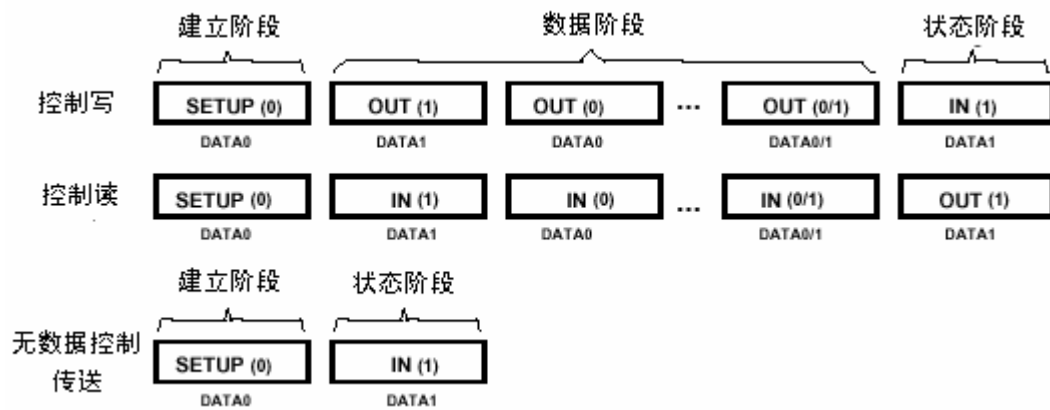 建立阶段 数据阶段 状态阶段
控制写 SETUP (0) OUT (1) OUT (0) ... OUT (0/1) IN (1)
DATA0 DATA1 DATA0 DATA0/1 DATA1
控制读 SETUP (0) IN (1) IN (0) ... IN (0/1) OUT (1)
DATA0 DATA1 DATA0 DATA0/1 DATA1
建立阶段 状态阶段
无数据控制
传送 SETUP (0) IN (1)
DATA0 DATA1